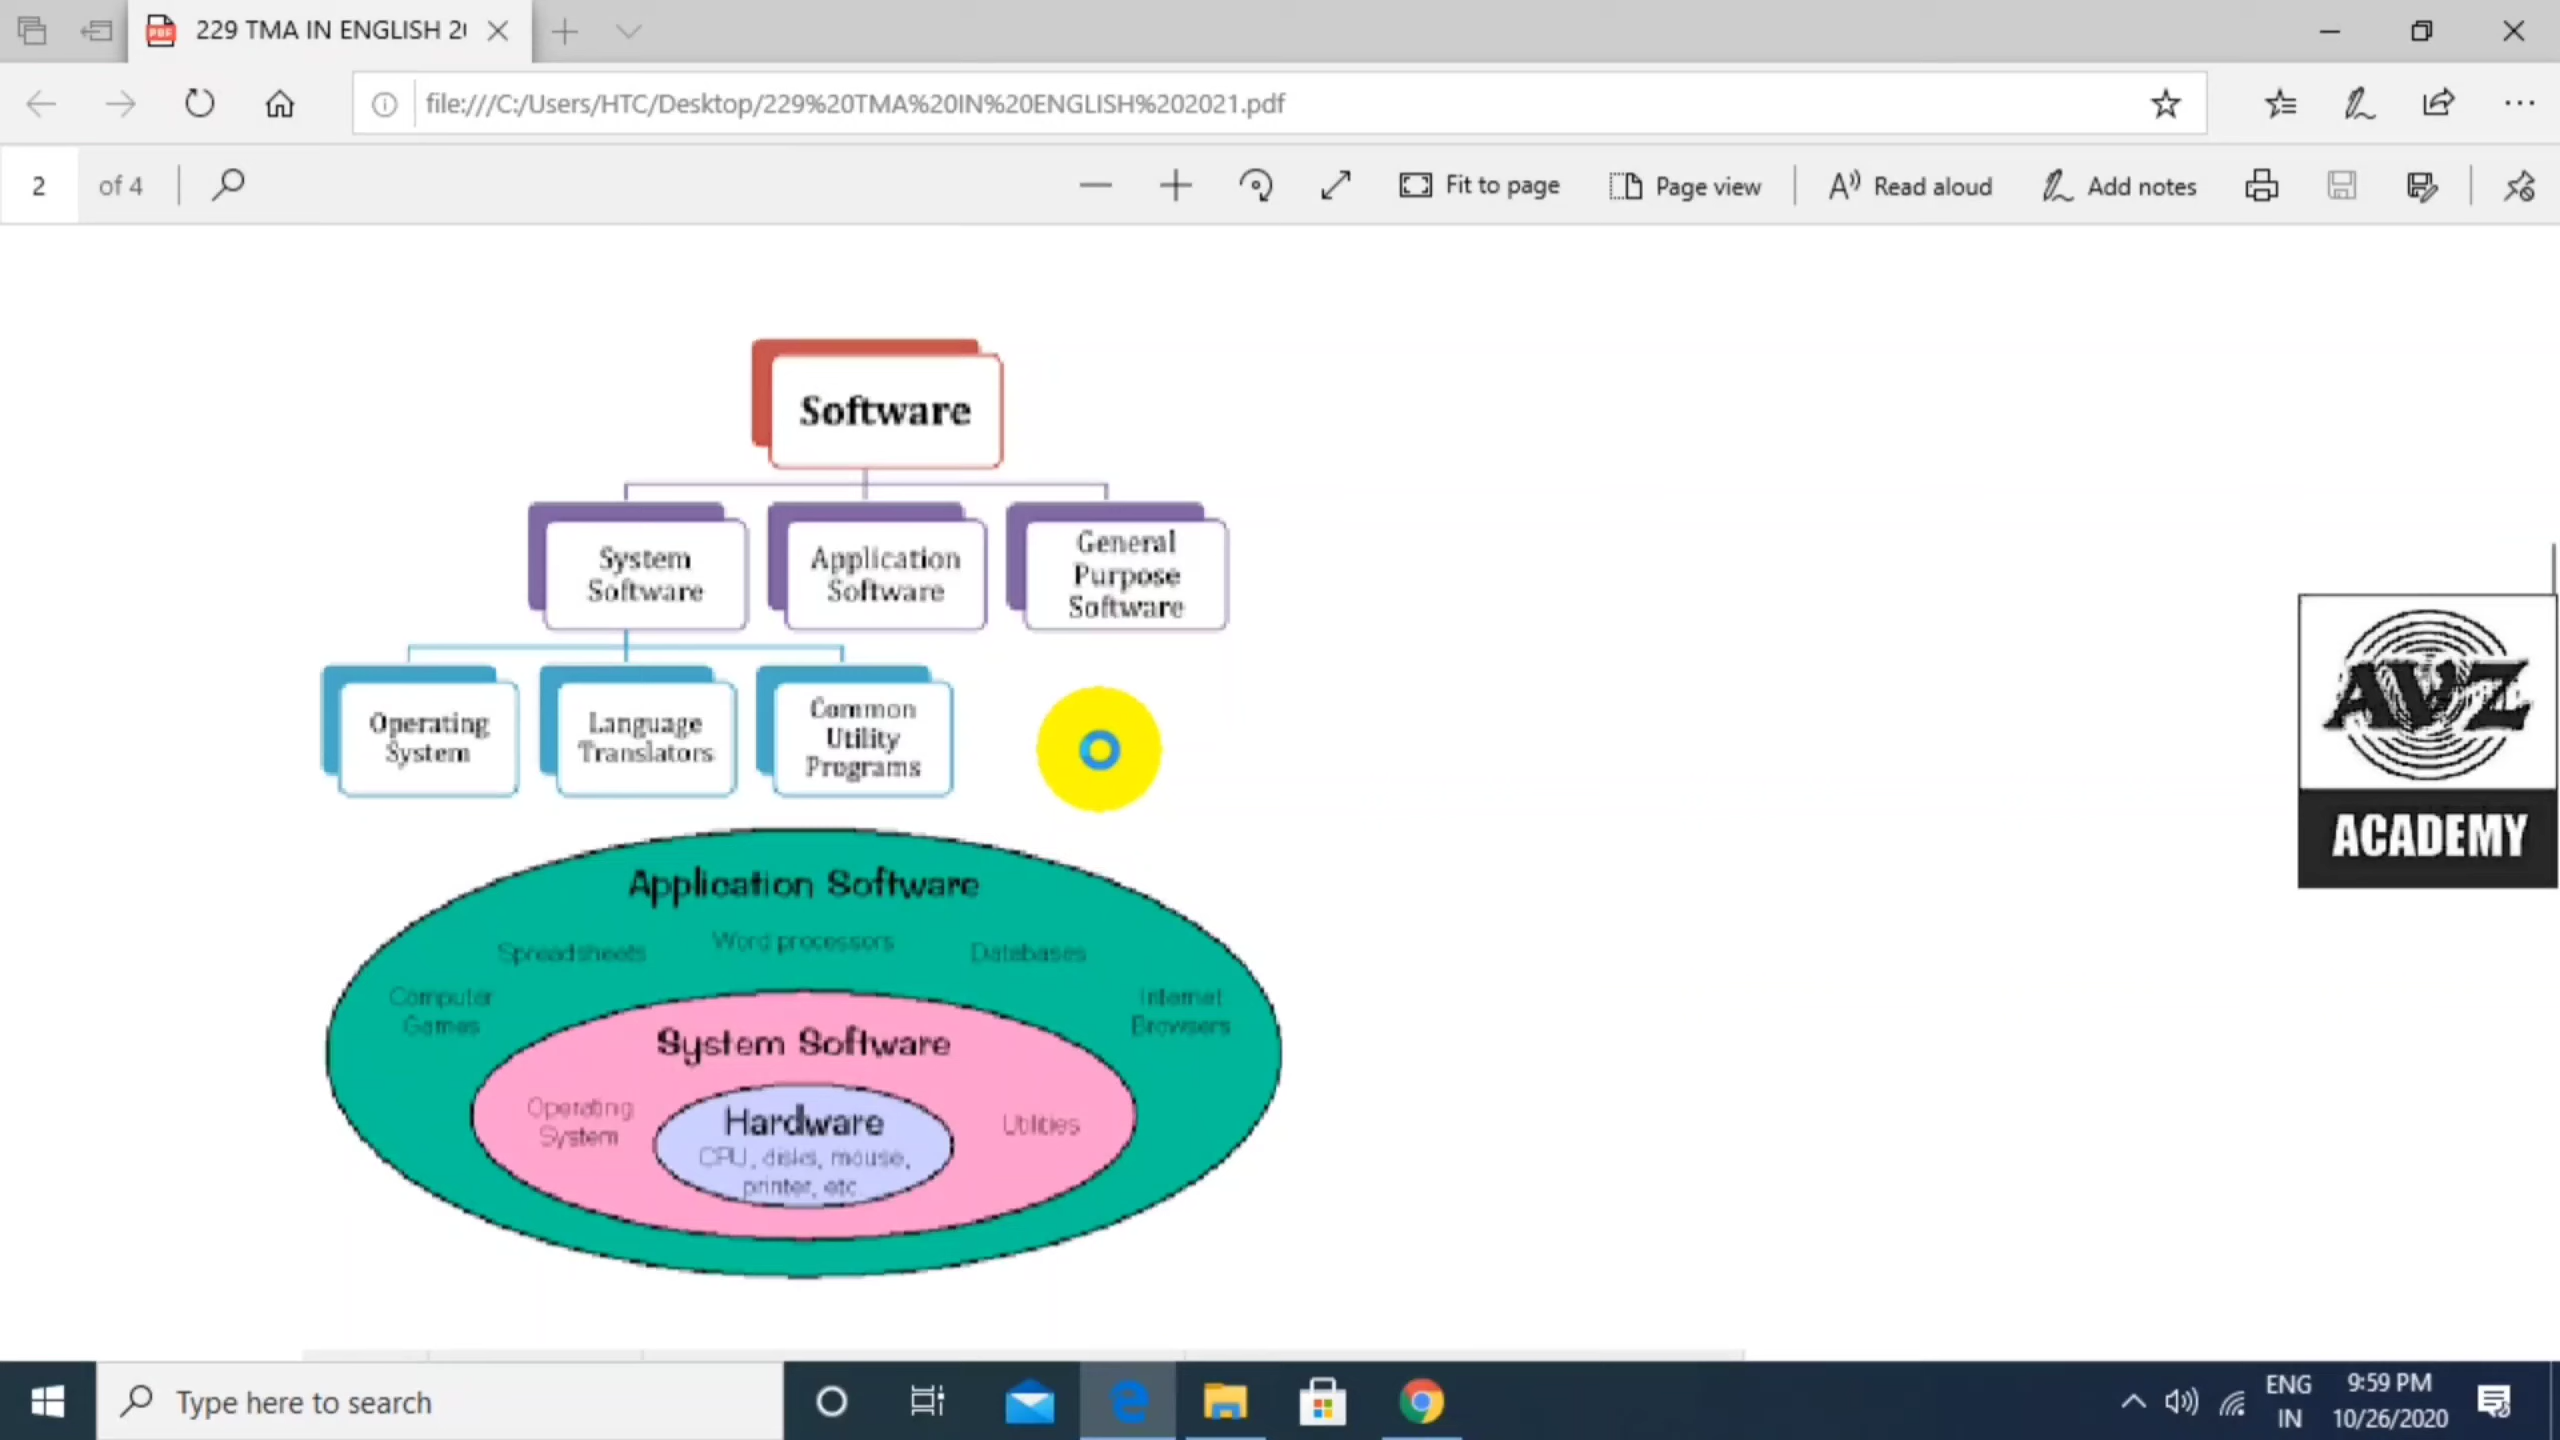 229 TMA IN ENGLISH 2
file:///C:/Users/HTC/Desktop/229%20TMA%20IN%20ENGLISH%202021.pdf
2 of 4
Fit to page
Page view
Read aloud
Add notes
Software
System
Software
Application
Software
General
Purpose
Software
Operating
System
Language
Translators
Common
Utility
Programs
AVZ
ACADEMY
Application Software
Spreadsheets
Word processors
Databases
Computer
Games
Internet
Browsers
System Software
Operating
System
Utilities
Hardware
CPU, disks, mouse,
printer, etc
Type here to search
ENG
IN
9:59 PM
10/26/2020